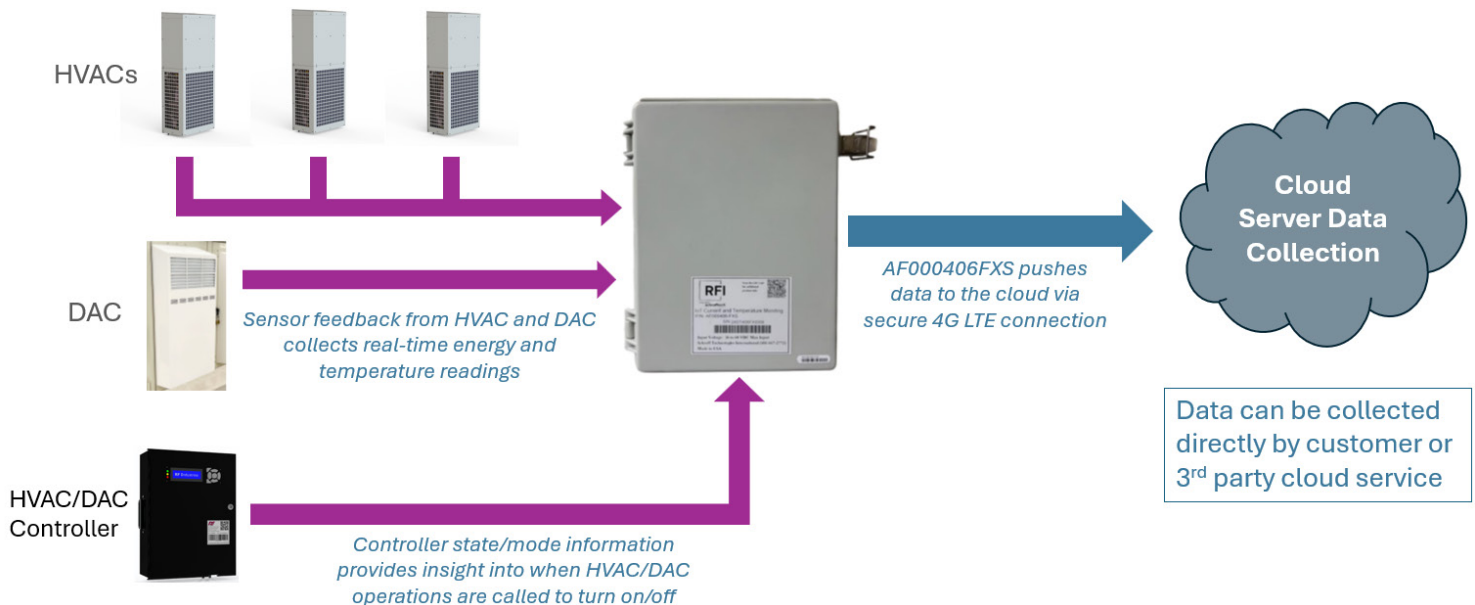 HVACs
DAC
Sensor feedback from HVAC and DAC
collects real-time energy and
temperature readings
HVAC/DAC
Controller
Controller state/mode information
provides insight into when HVAC/DAC
operations are called to turn on/off
RFI
AF000406FXS pushes
data to the cloud via
secure 4G LTE connection
Cloud
Server Data
Collection
Data can be collected
directly by customer or
3rd party cloud service